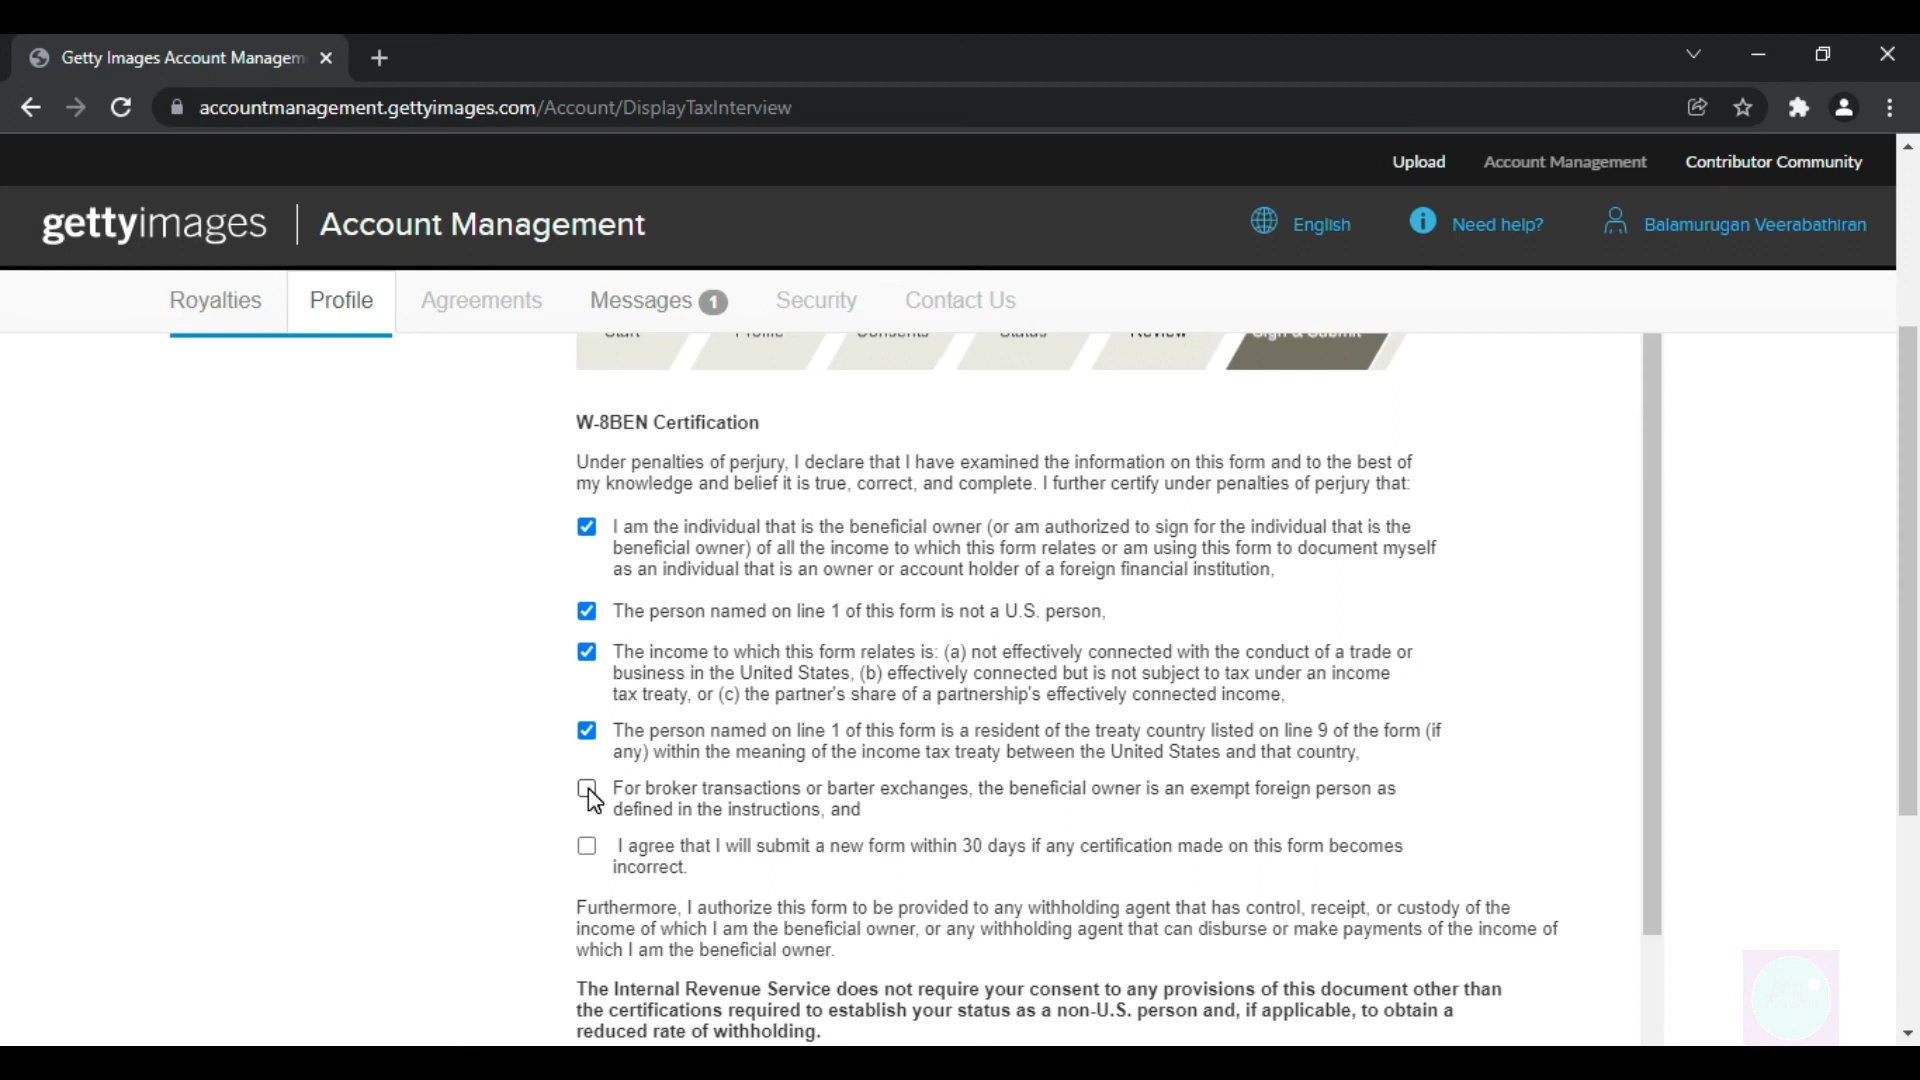 Getty Images Account Managem
accountmanagement.gettyimages.com/Account/DisplayTaxInterview
Upload Account Management Contributor Community
gettyimages Account Management English Need help? Balamurugan Veerabathiran
Royalties Profile Agreements Messages 1 Security Contact Us
Start Profile Consents Status Review Sign & Submit
W-8BEN Certification
Under penalties of perjury, I declare that I have examined the information on this form and to the best of
my knowledge and belief it is true, correct, and complete. I further certify under penalties of perjury that:
I am the individual that is the beneficial owner (or am authorized to sign for the individual that is the
beneficial owner) of all the income to which this form relates or am using this form to document myself
as an individual that is an owner or account holder of a foreign financial institution,
The person named on line 1 of this form is not a U.S. person,
The income to which this form relates is: (a) not effectively connected with the conduct of a trade or
business in the United States, (b) effectively connected but is not subject to tax under an income
tax treaty, or (c) the partner's share of a partnership's effectively connected income,
The person named on line 1 of this form is a resident of the treaty country listed on line 9 of the form (if
any) within the meaning of the income tax treaty between the United States and that country,
For broker transactions or barter exchanges, the beneficial owner is an exempt foreign person as
defined in the instructions, and
I agree that I will submit a new form within 30 days if any certification made on this form becomes
incorrect.
Furthermore, I authorize this form to be provided to any withholding agent that has control, receipt, or custody of the
income of which I am the beneficial owner, or any withholding agent that can disburse or make payments of the income of
which I am the beneficial owner.
The Internal Revenue Service does not require your consent to any provisions of this document other than
the certifications required to establish your status as a non-U.S. person and, if applicable, to obtain a
reduced rate of withholding.